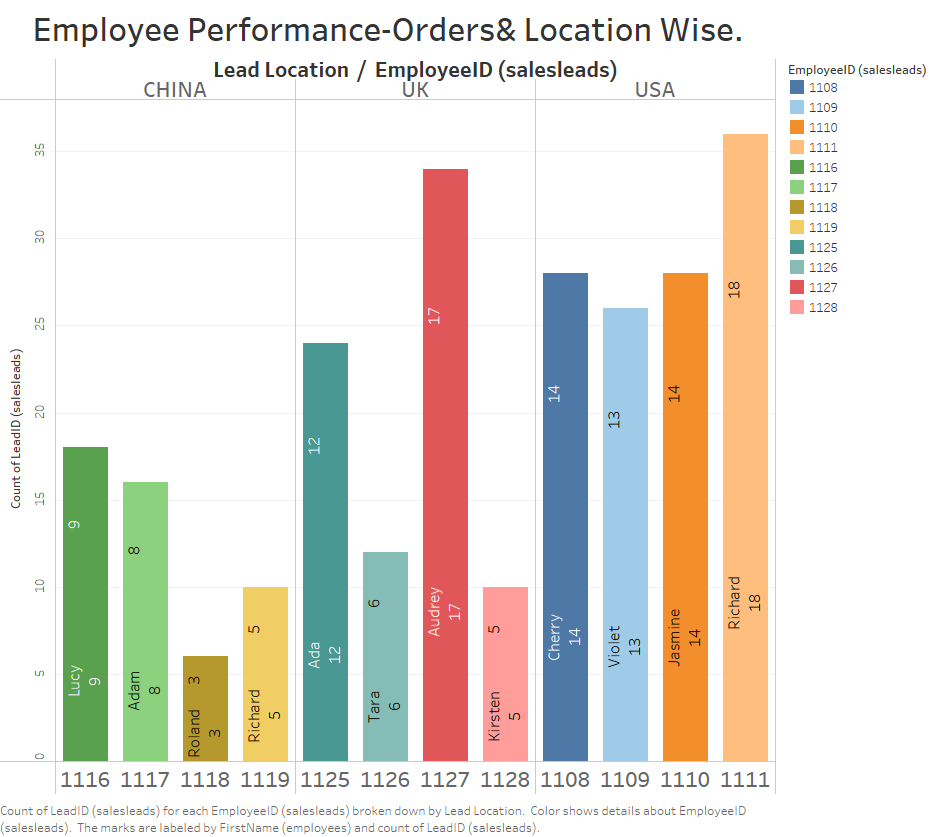 Employee Performance-Orders& Location Wise.
Lead Location / EmployeeID (salesleads)
CHINA
UK
USA
Count of LeadID (salesleads)
35
30
25
20
15
10
5
0
9
Lucy
9
8
Adam
8
3
Roland
3
5
Richard
5
12
Ada
12
6
Tara
6
17
Audrey
17
5
Kirsten
5
14
Cherry
14
13
Violet
13
14
Jasmine
14
18
Richard
18
1116 1117 1118 1119 1125 1126 1127 1128 1108 1109 1110 1111
EmployeeID (salesleads)
1108
1109
1110
1111
1116
1117
1118
1119
1125
1126
1127
1128
Count of LeadID (salesleads) for each EmployeeID (salesleads) broken down by Lead Location. Color shows details about EmployeeID
(salesleads). The marks are labeled by FirstName (employees) and count of LeadID (salesleads).